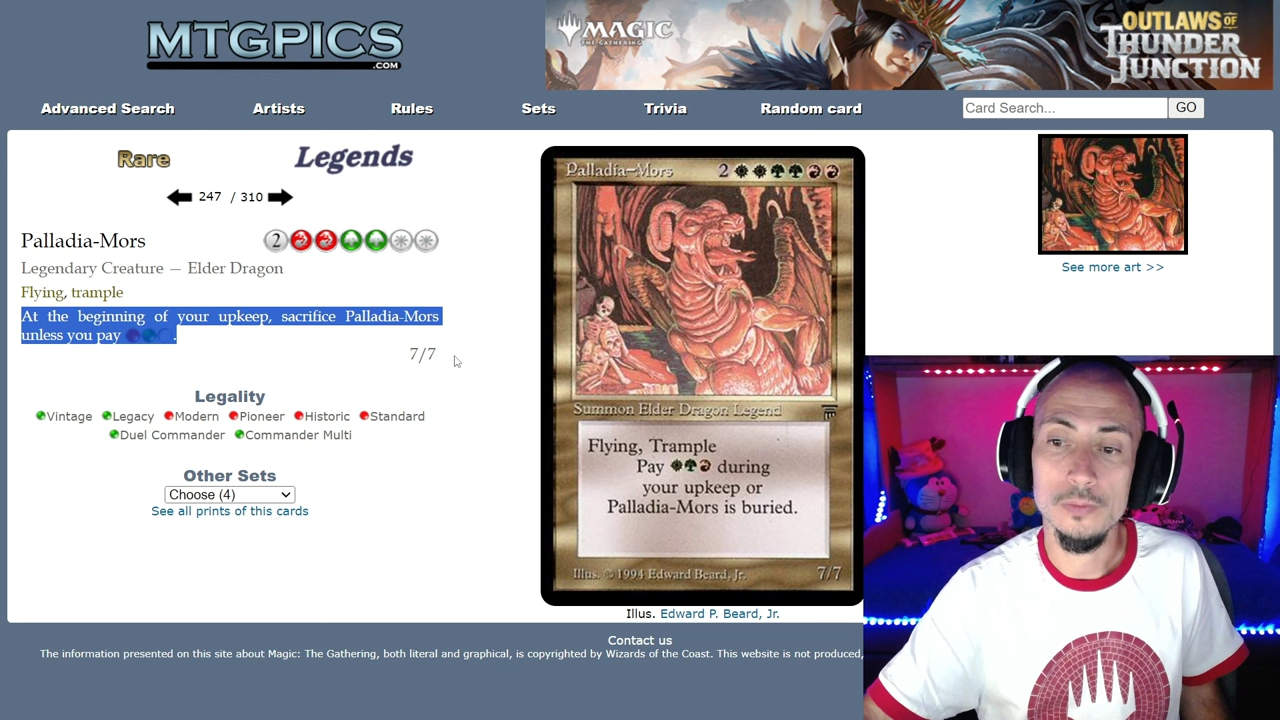 MTGPICS
.COM
MAGIC
THE GATHERING
OUTLAWS OF
THUNDER
JUNCTION
Advanced Search
Artists
Rules
Sets
Trivia
Random card
Card Search...
GO
Rare
Legends
247 / 310
Palladia-Mors
2
Legendary Creature — Elder Dragon
Flying, trample
At the beginning of your upkeep, sacrifice Palladia-Mors
unless you pay .
7/7
Legality
Vintage
Legacy
Modern
Pioneer
Historic
Standard
Duel Commander
Commander Multi
Other Sets
Choose (4)
See all prints of this cards
Palladia-Mors
2
Summon Elder Dragon Legend
Flying, Trample
Pay during
your upkeep or
Palladia-Mors is buried.
Illus. © 1994 Edward Beard, Jr.
7/7
Illus. Edward P. Beard, Jr.
See more art >>
Contact us
The information presented on this site about Magic: The Gathering, both literal and graphical, is copyrighted by Wizards of the Coast. This website is not produced,